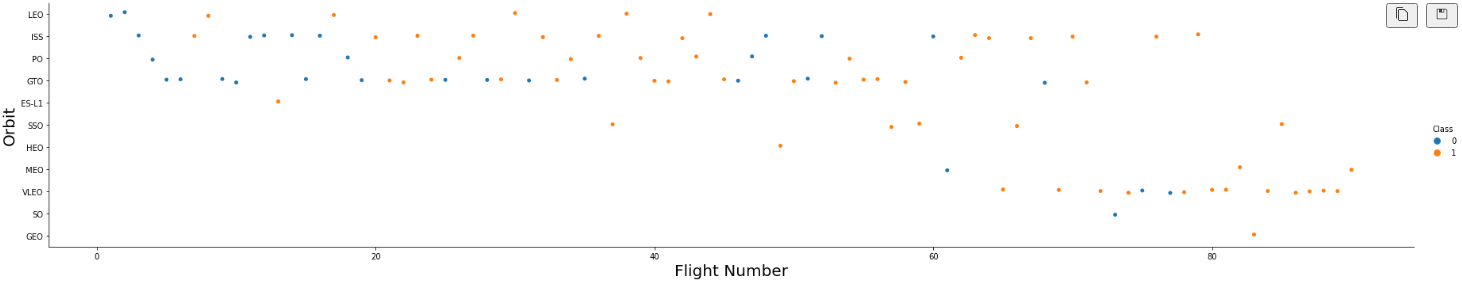 LEO
ISS
PO
GTO
ES-L1
SSO
HEO
MEO
VLEO
SO
GEO
Orbit
0
20
40
60
80
Flight Number
Class
0
1